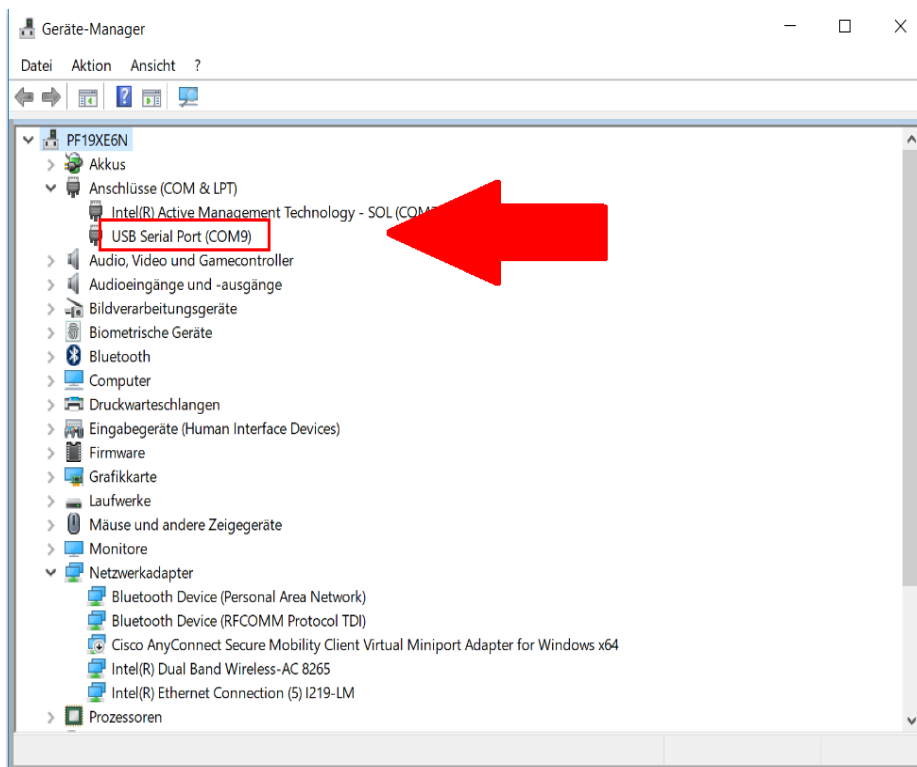 Geräte-Manager
Datei Aktion Ansicht ?
PF19XE6N
Akkus
Anschlüsse (COM & LPT)
Intel(R) Active Management Technology - SOL
USB Serial Port (COM9)
Audio, Video und Gamecontroller
Audioeingänge und -ausgänge
Bildverarbeitungsgeräte
Biometrische Geräte
Bluetooth
Computer
Druckwarteschlangen
Eingabegeräte (Human Interface Devices)
Firmware
Grafikkarte
Laufwerke
Mäuse und andere Zeigegeräte
Monitore
Netzwerkadapter
Bluetooth Device (Personal Area Network)
Bluetooth Device (RFCOMM Protocol TDI)
Cisco AnyConnect Secure Mobility Client Virtual Miniport Adapter for Windows x64
Intel(R) Dual Band Wireless-AC 8265
Intel(R) Ethernet Connection (5) I219-LM
Prozessoren